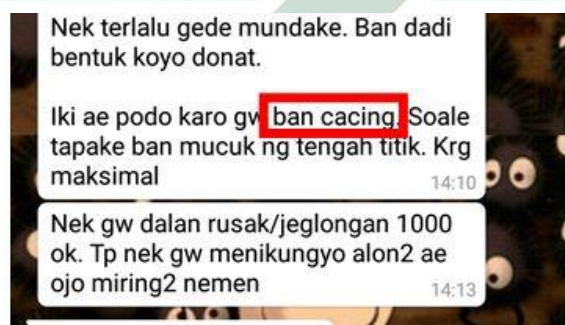 Nek terlalu gede mundake. Ban dadi
bentuk koyo donat.
Iki ae podo karo gw ban cacing. Soale
tapake ban mucuk ng tengah titik. Krg
maksimal
14:10
Nek gw dalan rusak/jeglongan 1000
ok. Tp nek gw menikungyo alon2 ae
ojo miring2 nemen
14:13